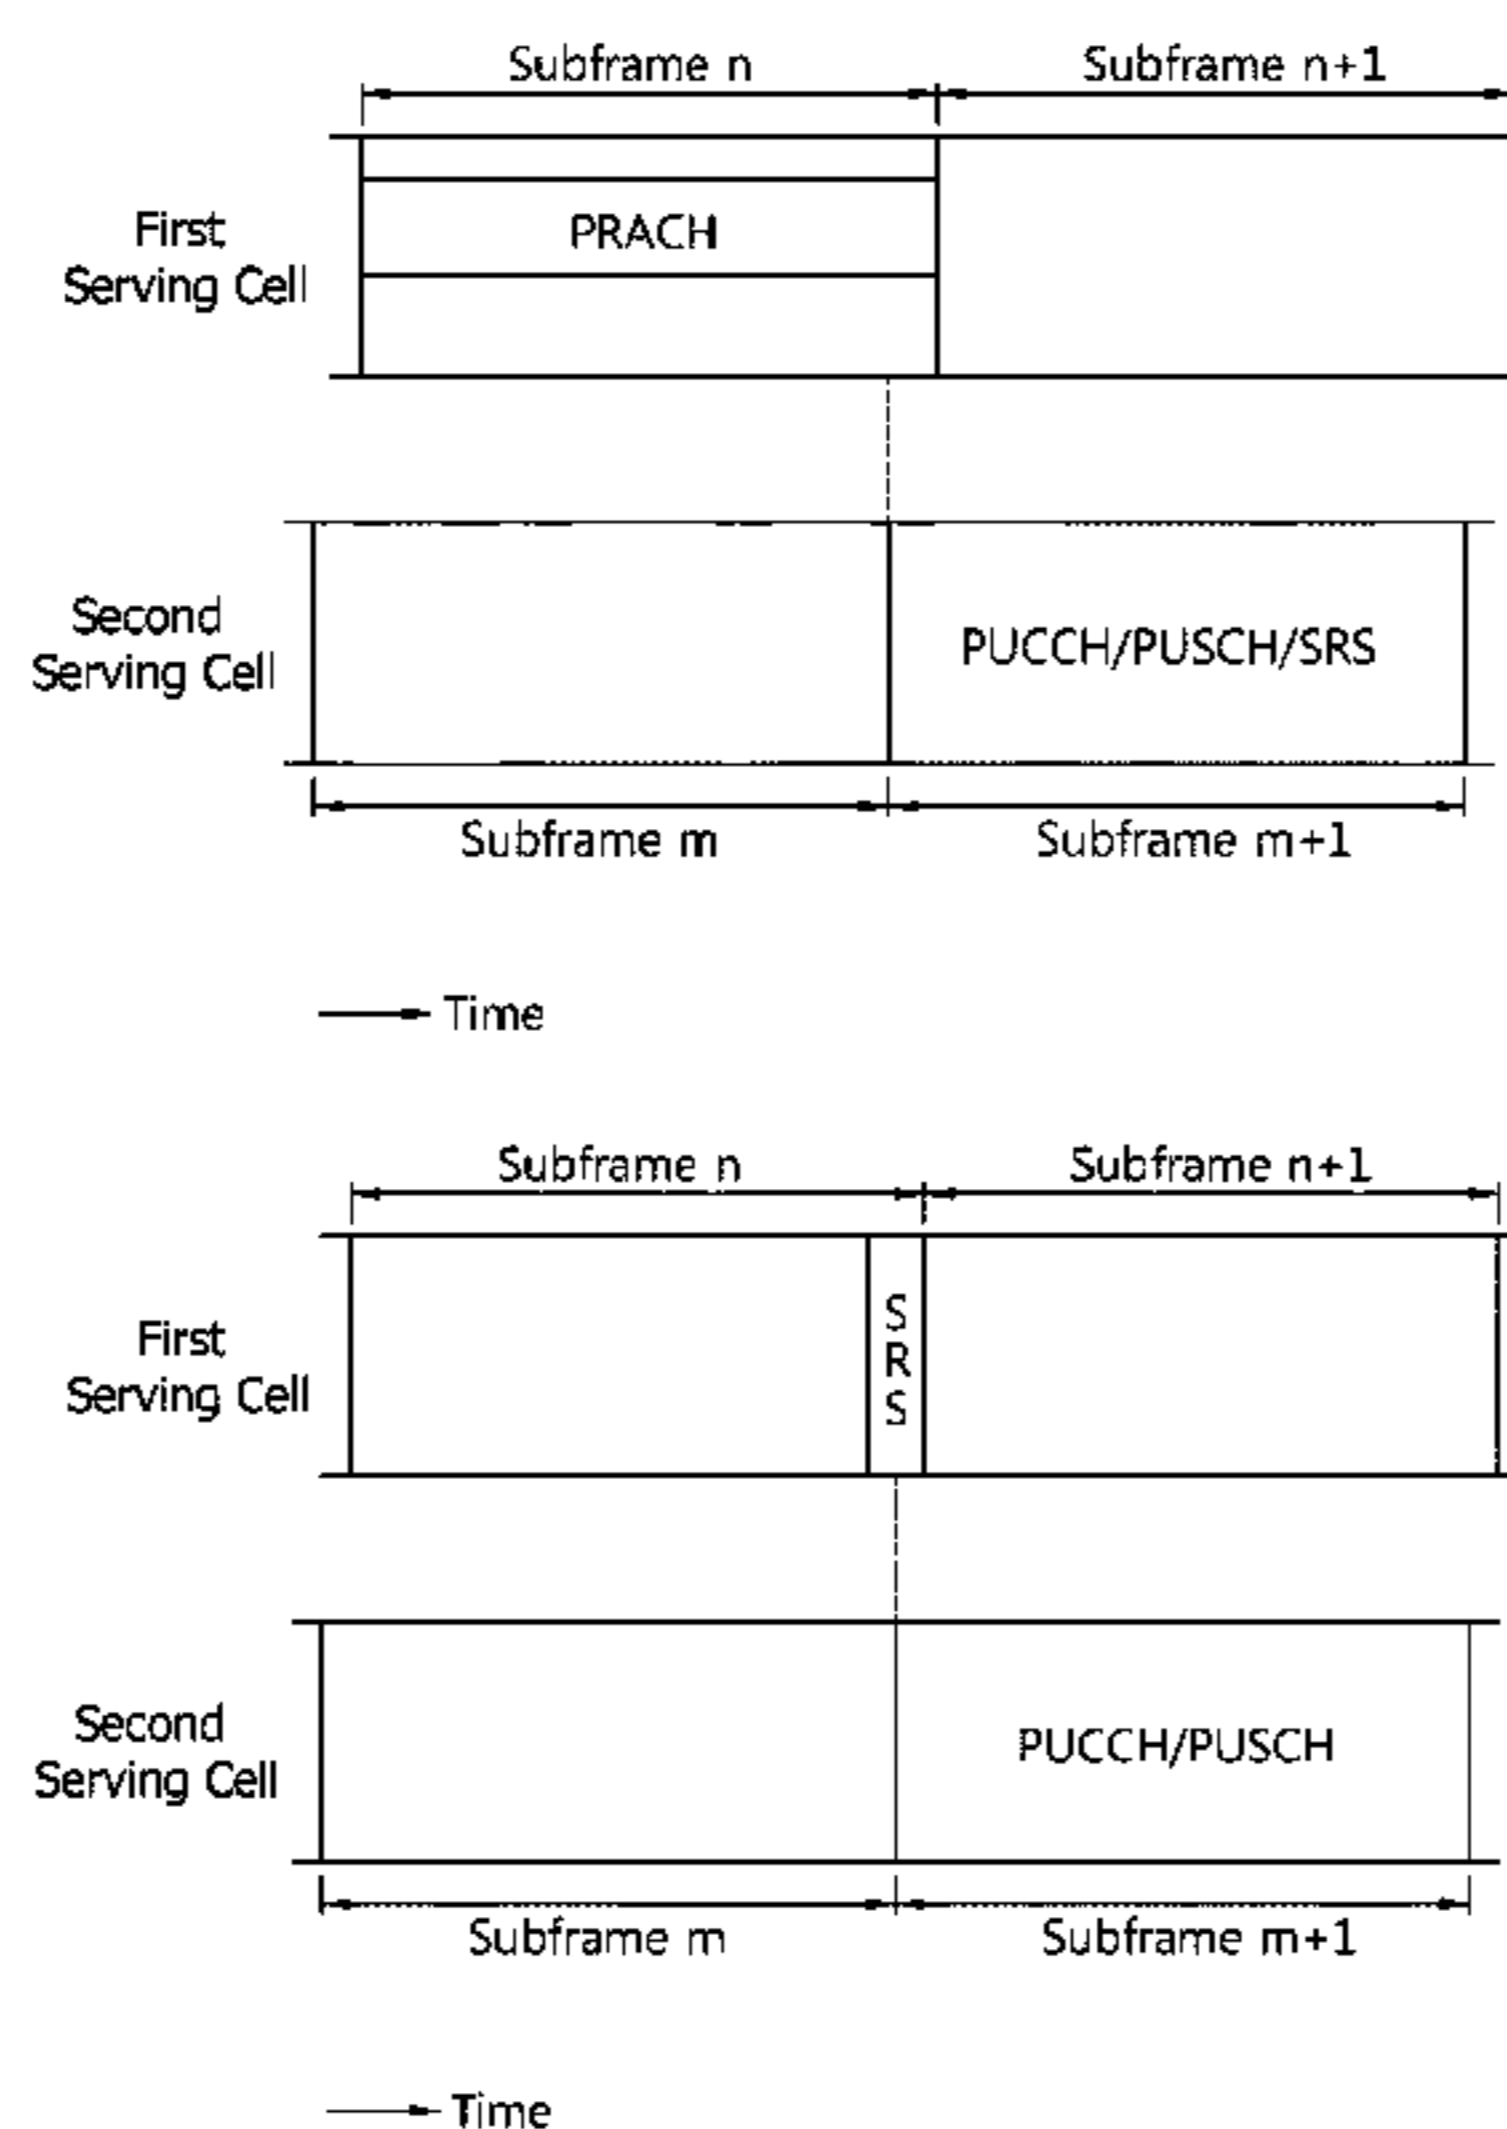 Subframe n
Subframe n+1
PRACH
First
Serving Cell
Second
Serving Cell
PUCCH/PUSCH/SRS
Subframe m
Subframe m+1
Time
Subframe n
Subframe n+1
S
R
S
First
Serving Cell
Second
Serving Cell
PUCCH/PUSCH
Subframe m
Subframe m+1
Time